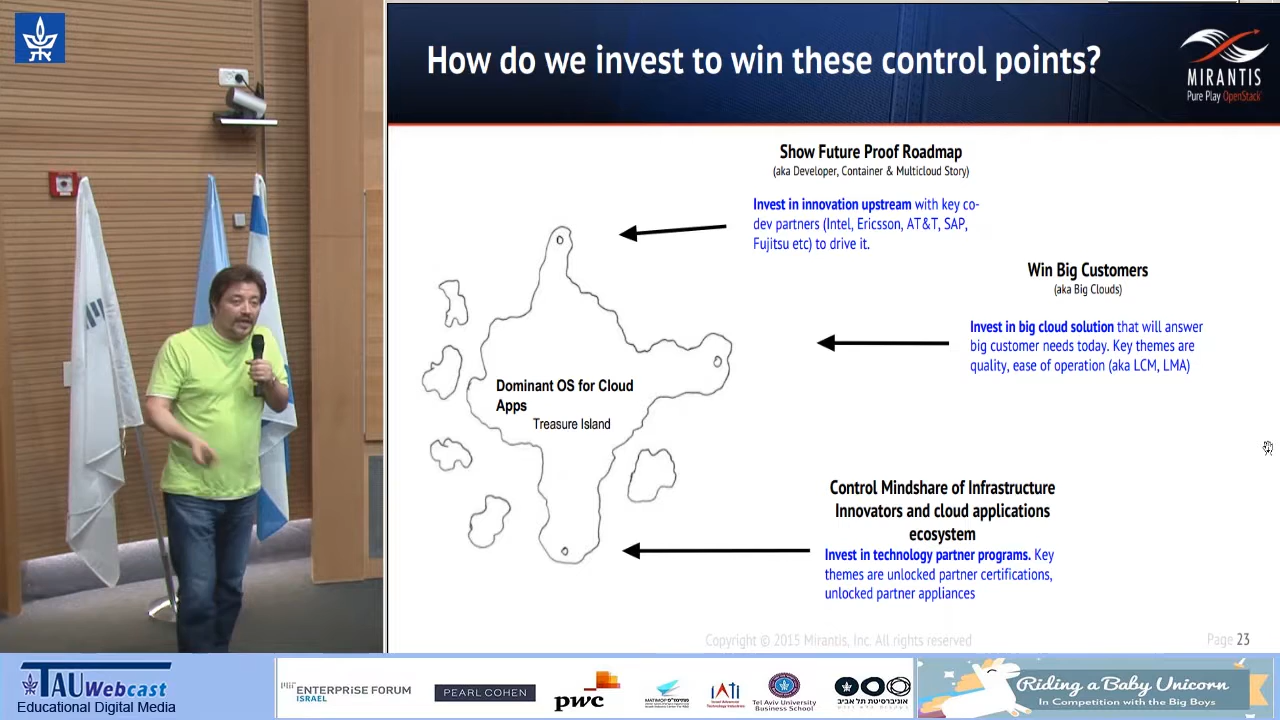 How do we invest to win these control points?
MIRANTIS
Pure Play OpenStack
Show Future Proof Roadmap
(aka Developer, Container & Multicloud Story)
Invest in innovation upstream with key co-
dev partners (Intel, Ericsson, AT&T, SAP,
Fujitsu etc) to drive it.
Win Big Customers
(aka Big Clouds)
Invest in big cloud solution that will answer
big customer needs today. Key themes are
quality, ease of operation (aka LCM, LMA)
Dominant OS for Cloud
Apps
Treasure Island
Control Mindshare of Infrastructure
Innovators and cloud applications
ecosystem
Invest in technology partner programs. Key
themes are unlocked partner certifications,
unlocked partner appliances
Copyright © 2015 Mirantis, Inc. All rights reserved
Page 23
TAU Webcast
Educational Digital Media
MIT
ENTERPRISE FORUM
ISRAEL
PEARL COHEN
pwc
IATI
Tel Aviv University
Business School
אוניברסיטת תל אביב
Riding a Baby Unicorn
In Competition with the Big Boys